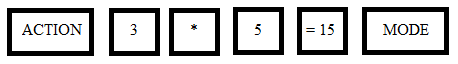 ACTION 3 * 5 = 15 MODE